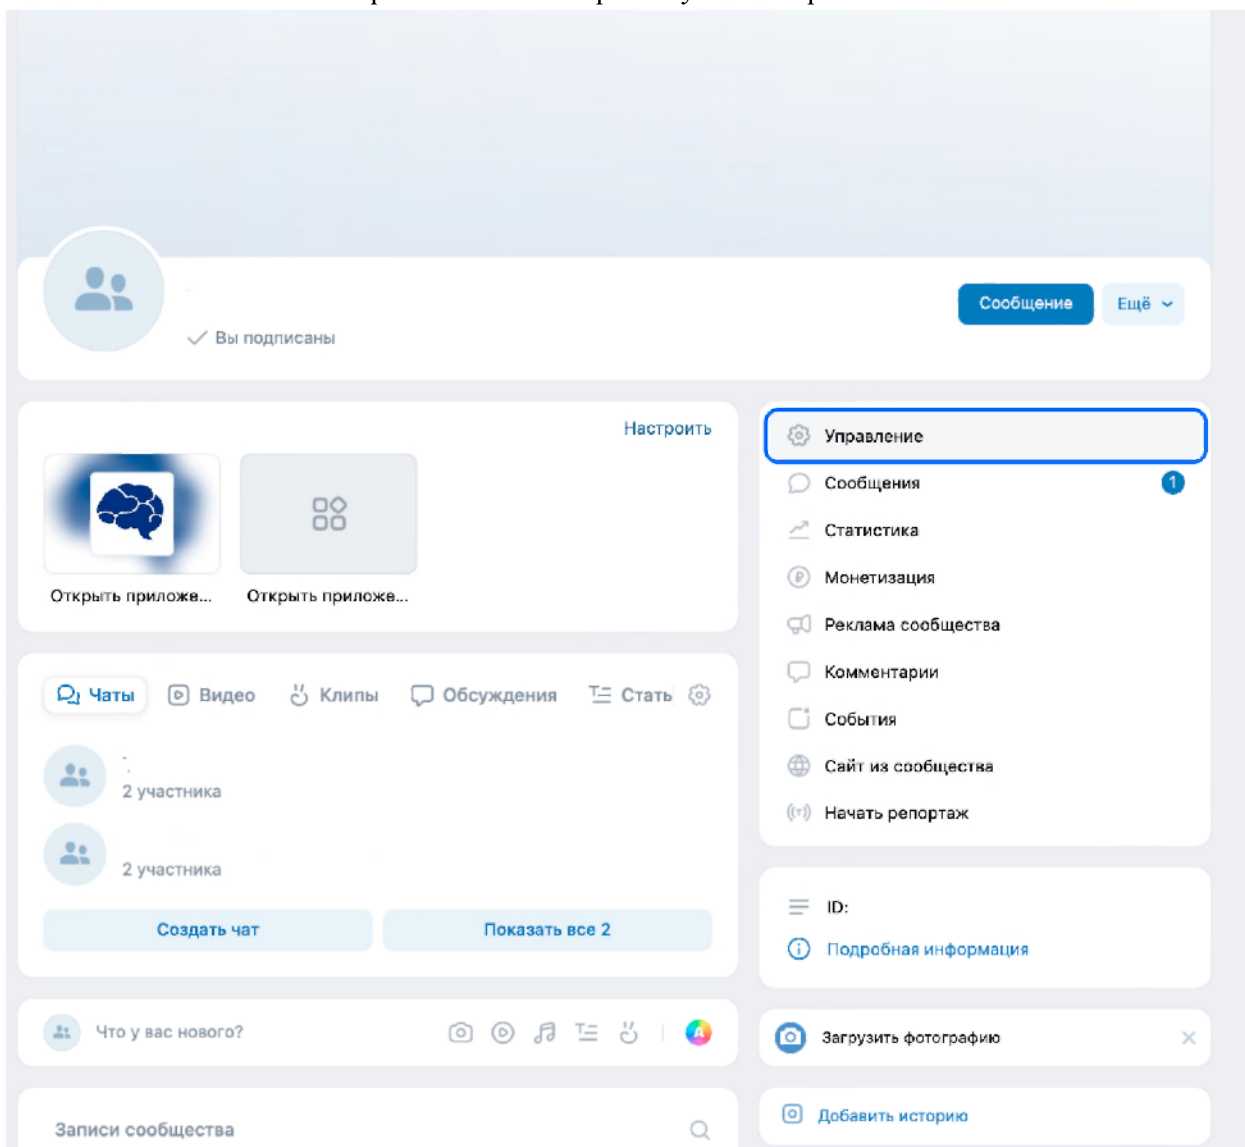 Сообщение
Ещё
Вы подписаны
Настроить
Открыть приложе...
Открыть приложе...
Чаты
Видео
Клипы
Обсуждения
Стать
2 участника
2 участника
Создать чат
Показать все 2
Что у вас нового?
Записи сообщества
Управление
Сообщения 1
Статистика
Монетизация
Реклама сообщества
Комментарии
События
Сайт из сообщества
Начать репортаж
ID:
Подробная информация
Загрузить фотографию
Добавить историю